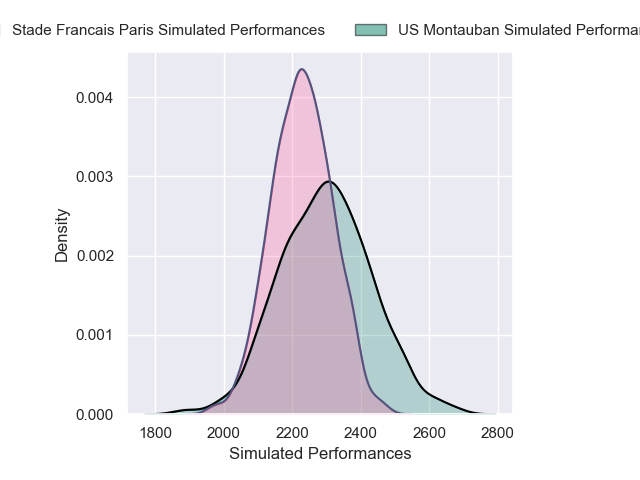 Stade Francais Paris Simulated Performances US Montauban Simulated
0.004
0.003
0.002
0.001
0.000
Density
1800 2000 2200 2400 2600 2800
Simulated Performances